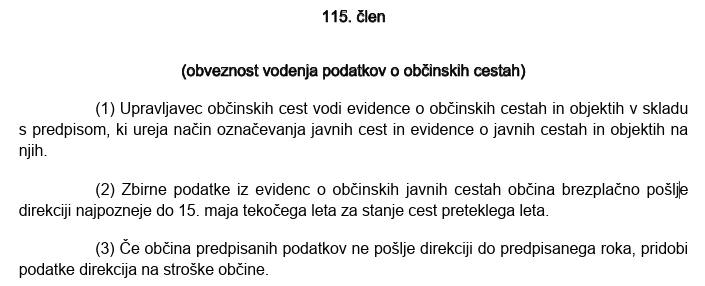 115. člen
(obveznost vodenja podatkov o občinskih cestah)
(1) Upravljavec občinskih cest vodi evidence o občinskih cestah in objektih v skladu
s predpisom, ki ureja način označevanja javnih cest in evidence o javnih cestah in objektih na
njih.
(2) Zbirne podatke iz evidenc o občinskih javnih cestah občina brezplačno pošlje
direkciji najpozneje do 15. maja tekočega leta za stanje cest preteklega leta.
(3) Če občina predpisanih podatkov ne pošlje direkciji do predpisanega roka, pridobi
podatke direkcija na stroške občine.